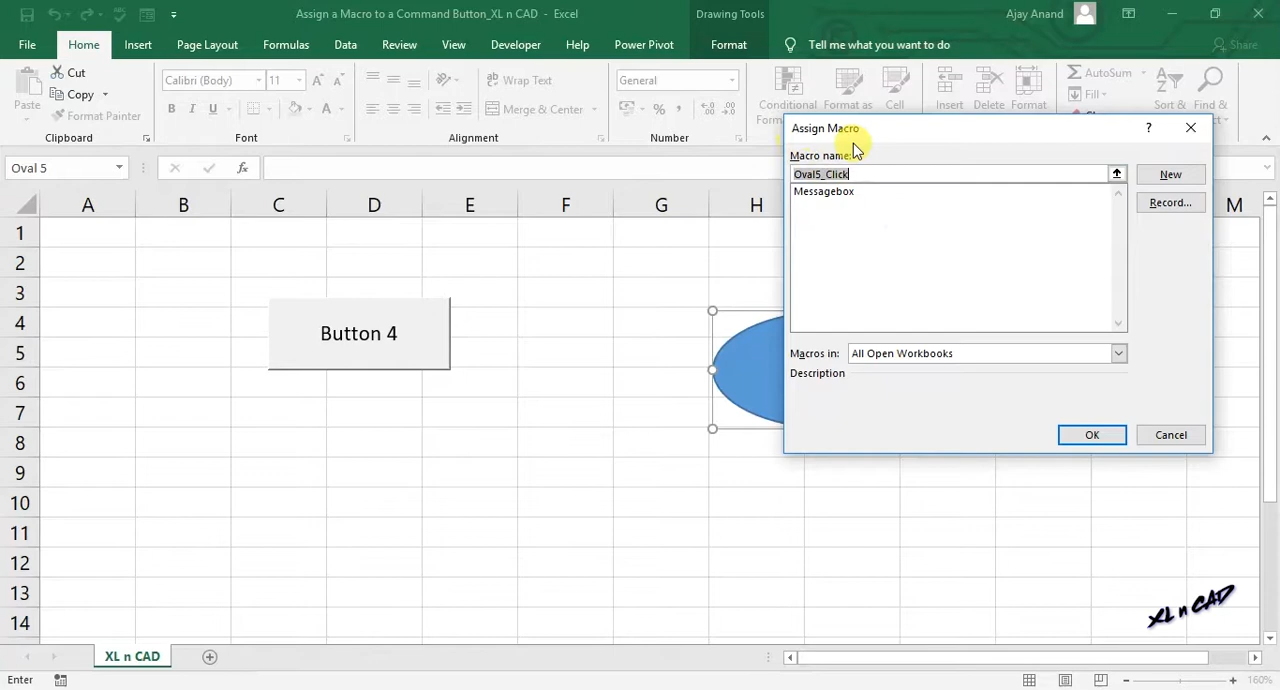 Assign a Macro to a Command Button_XL n CAD - Excel
Drawing Tools
Ajay Anand
File Home Insert Page Layout Formulas Data Review View Developer Help Power Pivot Format Tell me what you want to do Share
Paste
Cut
Copy
Format Painter
Clipboard
Calibri (Body) 11
B I U
Font
Wrap Text
Merge & Center
Alignment
General
Number
Conditional
Format as
Cell
Insert Delete Format
AutoSum
Fill
Sort & Find &
Oval 5
fx
A B C D E F G H M
1
2
3
4
5
6
7
8
9
10
11
12
13
14
Button 4
Assign Macro
Macro name:
Oval5_Click
Messagebox
New
Record...
Macros in: All Open Workbooks
Description
OK
Cancel
XL n CAD
XL n CAD
Enter
160%